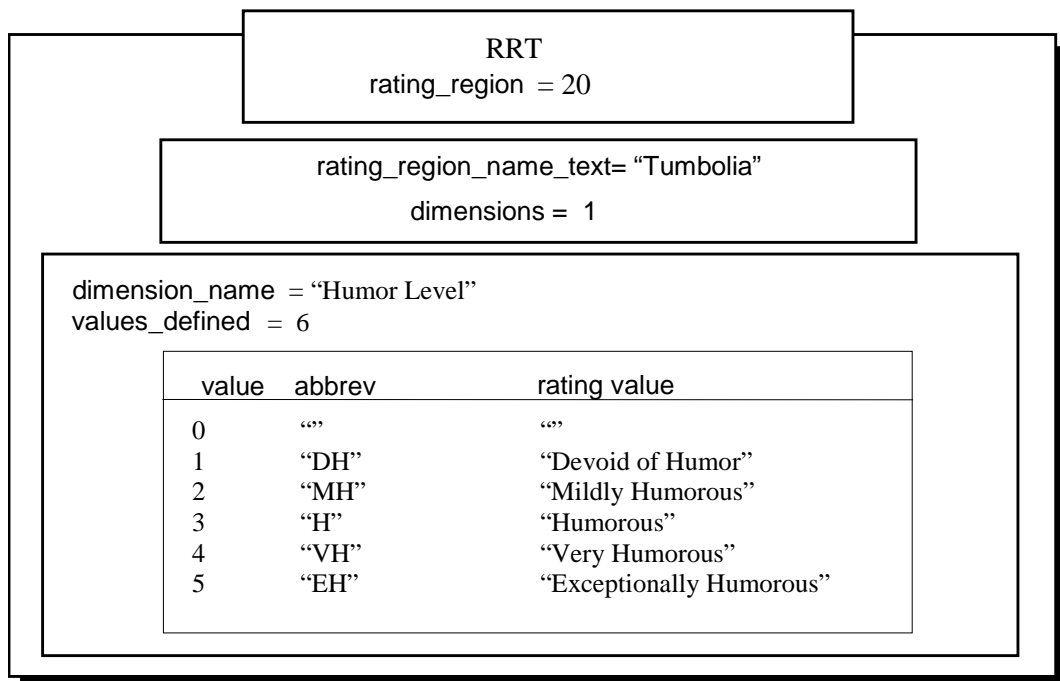 RRT
rating_region = 20
rating_region_name_text= “Tumbolia”
dimensions = 1
dimension_name = “Humor Level”
values_defined = 6
value abbrev rating value
0 “” “”
1 “DH” “Devoid of Humor”
2 “MH” “Mildly Humorous”
3 “H” “Humorous”
4 “VH” “Very Humorous”
5 “EH” “Exceptionally Humorous”